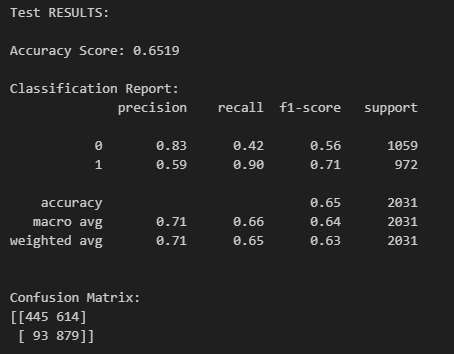 Test RESULTS:
Accuracy Score: 0.6519
Classification Report:
precision recall f1-score support
0 0.83 0.42 0.56 1059
1 0.59 0.90 0.71 972
accuracy 0.65 2031
macro avg 0.71 0.66 0.64 2031
weighted avg 0.71 0.65 0.63 2031
Confusion Matrix:
[[445 614]
[ 93 879]]